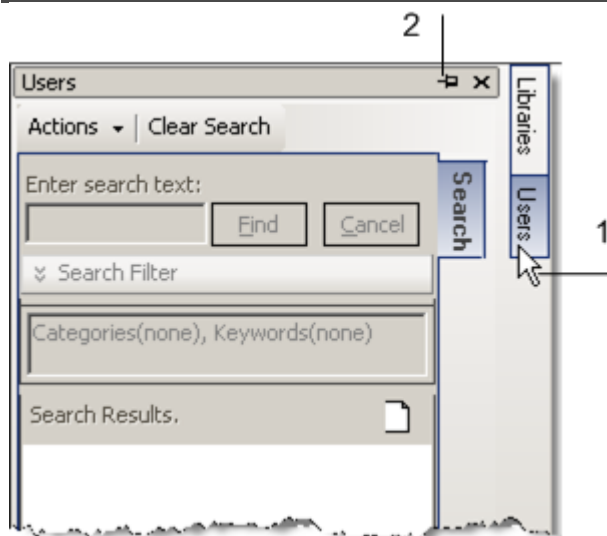 2
Users
Actions
Clear Search
Enter search text:
Find
Cancel
Search Filter
Categories(none), Keywords(none)
Search Results.
Search
Libraries
Users
1